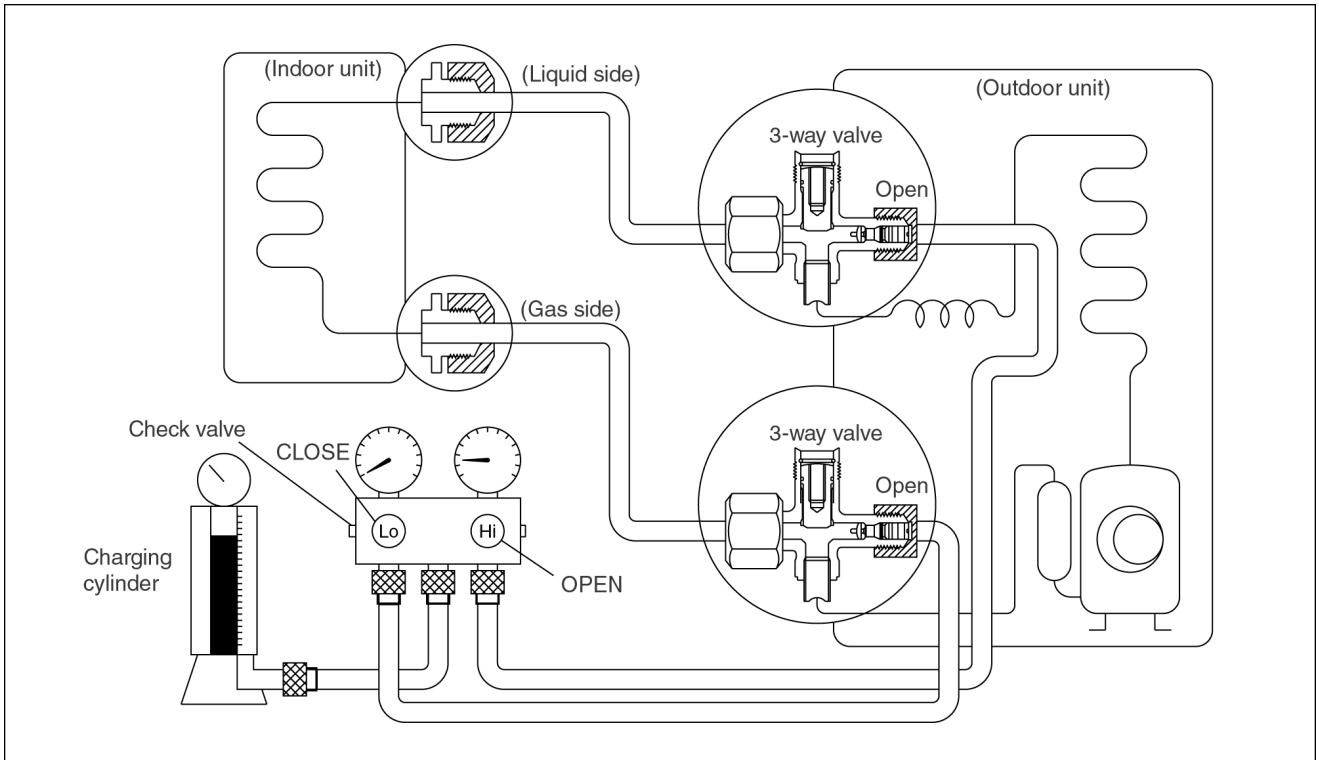 (Indoor unit)
(Liquid side)
(Outdoor unit)
3-way valve
Open
(Gas side)
3-way valve
Open
Check valve
CLOSE
Lo
Hi
OPEN
Charging
cylinder